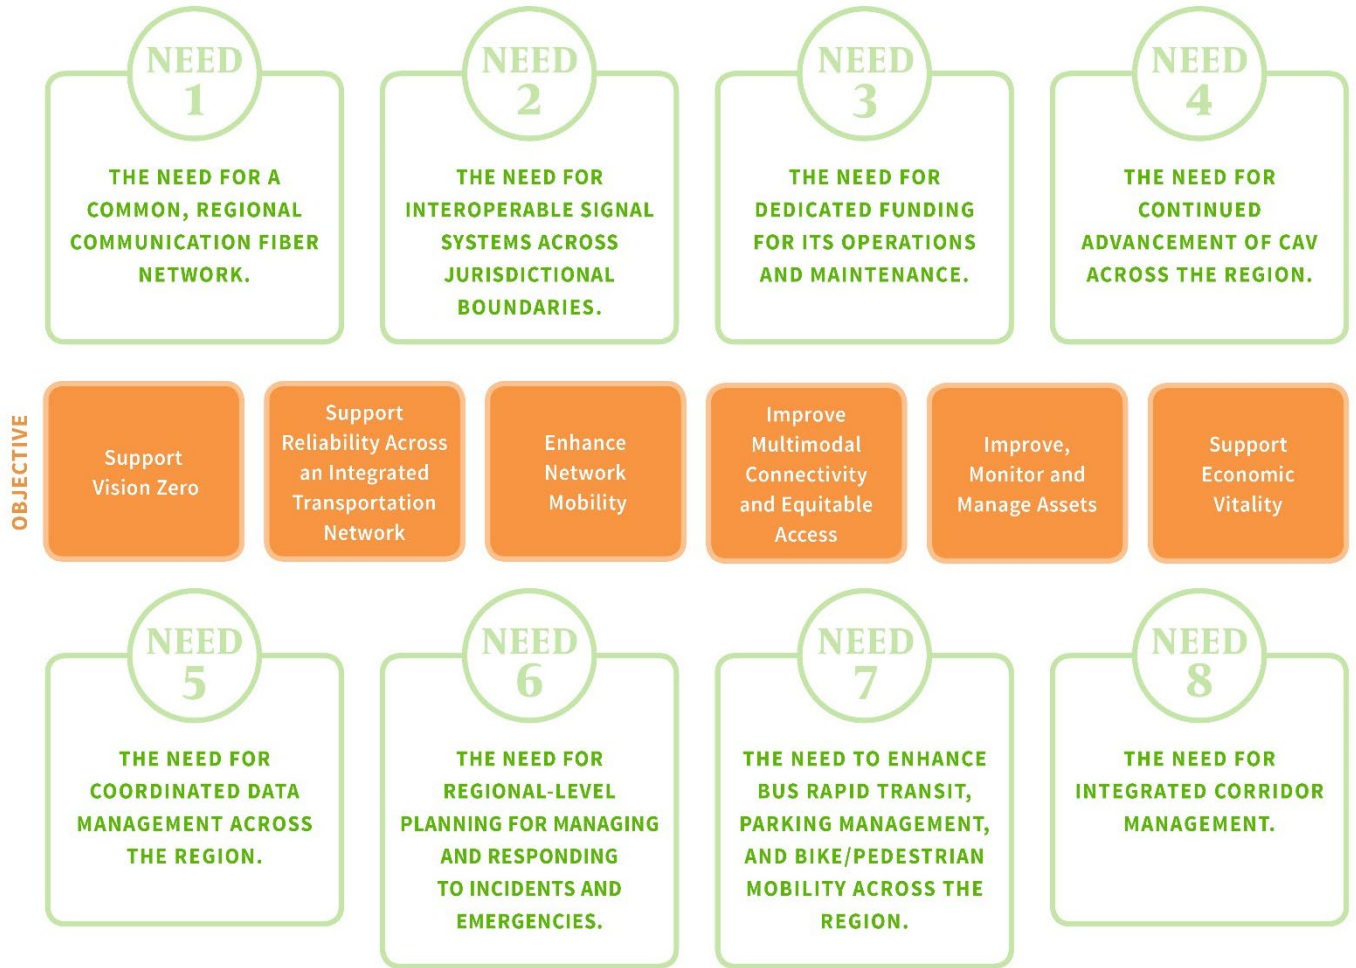 NEED
1
THE NEED FOR A
COMMON, REGIONAL
COMMUNICATION FIBER
NETWORK.
NEED
2
THE NEED FOR
INTEROPERABLE SIGNAL
SYSTEMS ACROSS
JURISDICTIONAL
BOUNDARIES.
NEED
3
THE NEED FOR
DEDICATED FUNDING
FOR ITS OPERATIONS
AND MAINTENANCE.
NEED
4
THE NEED FOR
CONTINUED
ADVANCEMENT OF CAV
ACROSS THE REGION.
OBJECTIVE
Support
Vision Zero
Support
Reliability Across
an Integrated
Transportation
Network
Enhance
Network
Mobility
Improve
Multimodal
Connectivity
and Equitable
Access
Improve,
Monitor and
Manage Assets
Support
Economic
Vitality
NEED
5
THE NEED FOR
COORDINATED DATA
MANAGEMENT ACROSS
THE REGION.
NEED
6
THE NEED FOR
REGIONAL-LEVEL
PLANNING FOR MANAGING
AND RESPONDING
TO INCIDENTS AND
EMERGENCIES.
NEED
7
THE NEED TO ENHANCE
BUS RAPID TRANSIT,
PARKING MANAGEMENT,
AND BIKE/PEDESTRIAN
MOBILITY ACROSS THE
REGION.
NEED
8
THE NEED FOR
INTEGRATED CORRIDOR
MANAGEMENT.